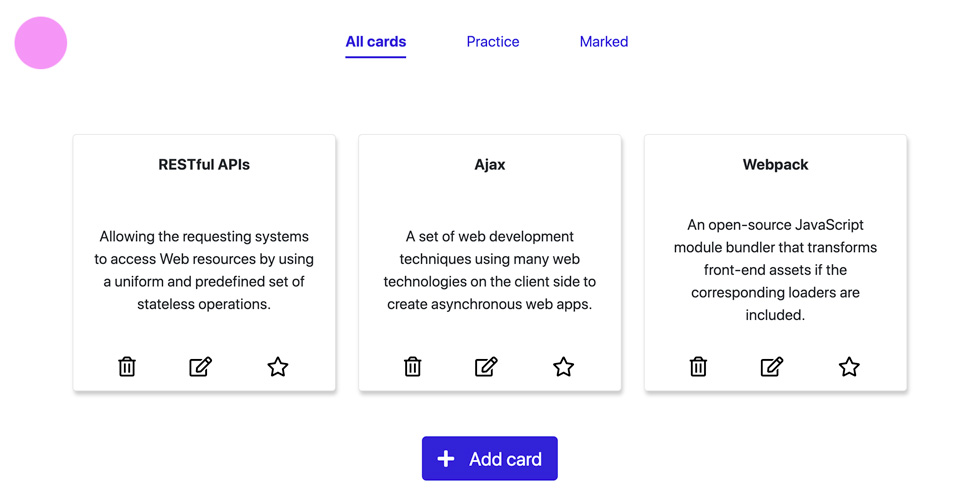 All cards Practice Marked
RESTful APIs
Allowing the requesting systems
to access Web resources by using
a uniform and predefined set of
stateless operations.
Ajax
A set of web development
techniques using many web
technologies on the client side to
create asynchronous web apps.
Webpack
An open-source JavaScript
module bundler that transforms
front-end assets if the
corresponding loaders are
included.
Add card